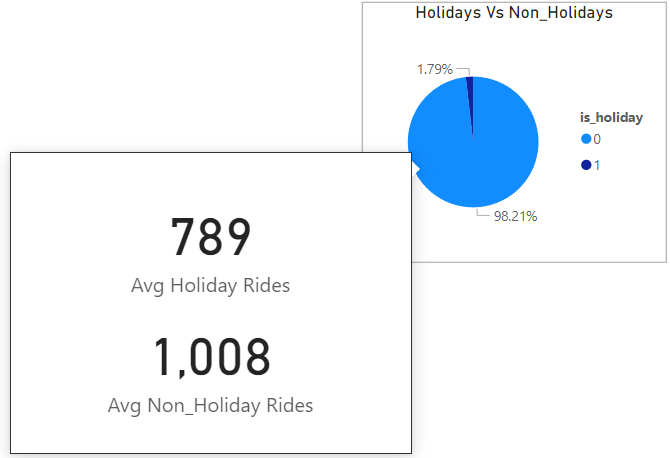 Holidays Vs Non_Holidays
1.79%
is_holiday
0
1
98.21%
789
Avg Holiday Rides
1,008
Avg Non_Holiday Rides